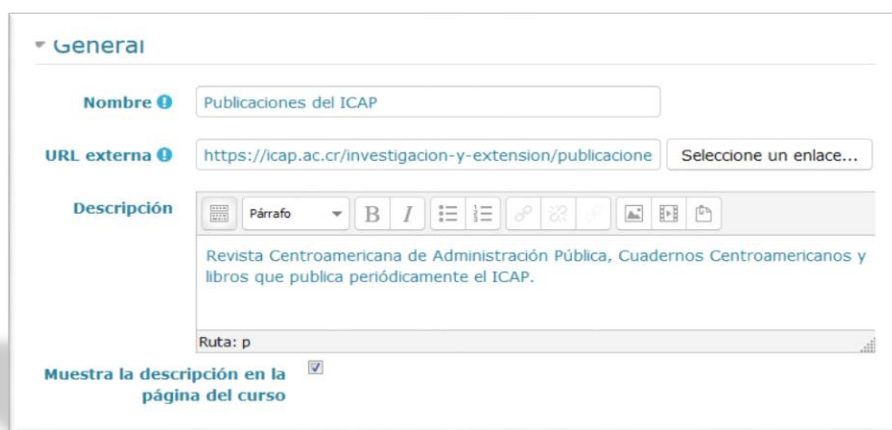 General
Nombre
Publicaciones del ICAP
URL externa
https://icap.ac.cr/investigacion-y-extension/publicacione
Seleccione un enlace...
Descripción
Párrafo
B I
Revista Centroamericana de Administración Pública, Cuadernos Centroamericanos y
libros que publica periódicamente el ICAP.
Ruta: p
Muestra la descripción en la
página del curso